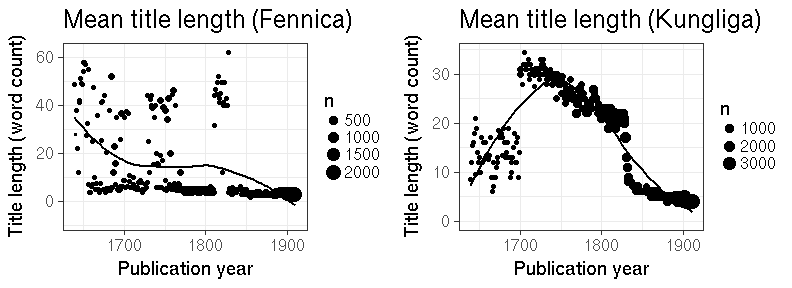 Mean title length (Fennica)
Title length (word count)
60
40
20
0
1700
1800
1900
Publication year
n
500
1000
1500
2000
Mean title length (Kungliga)
Title length (word count)
30
20
10
0
1700
1800
1900
Publication year
n
1000
2000
3000